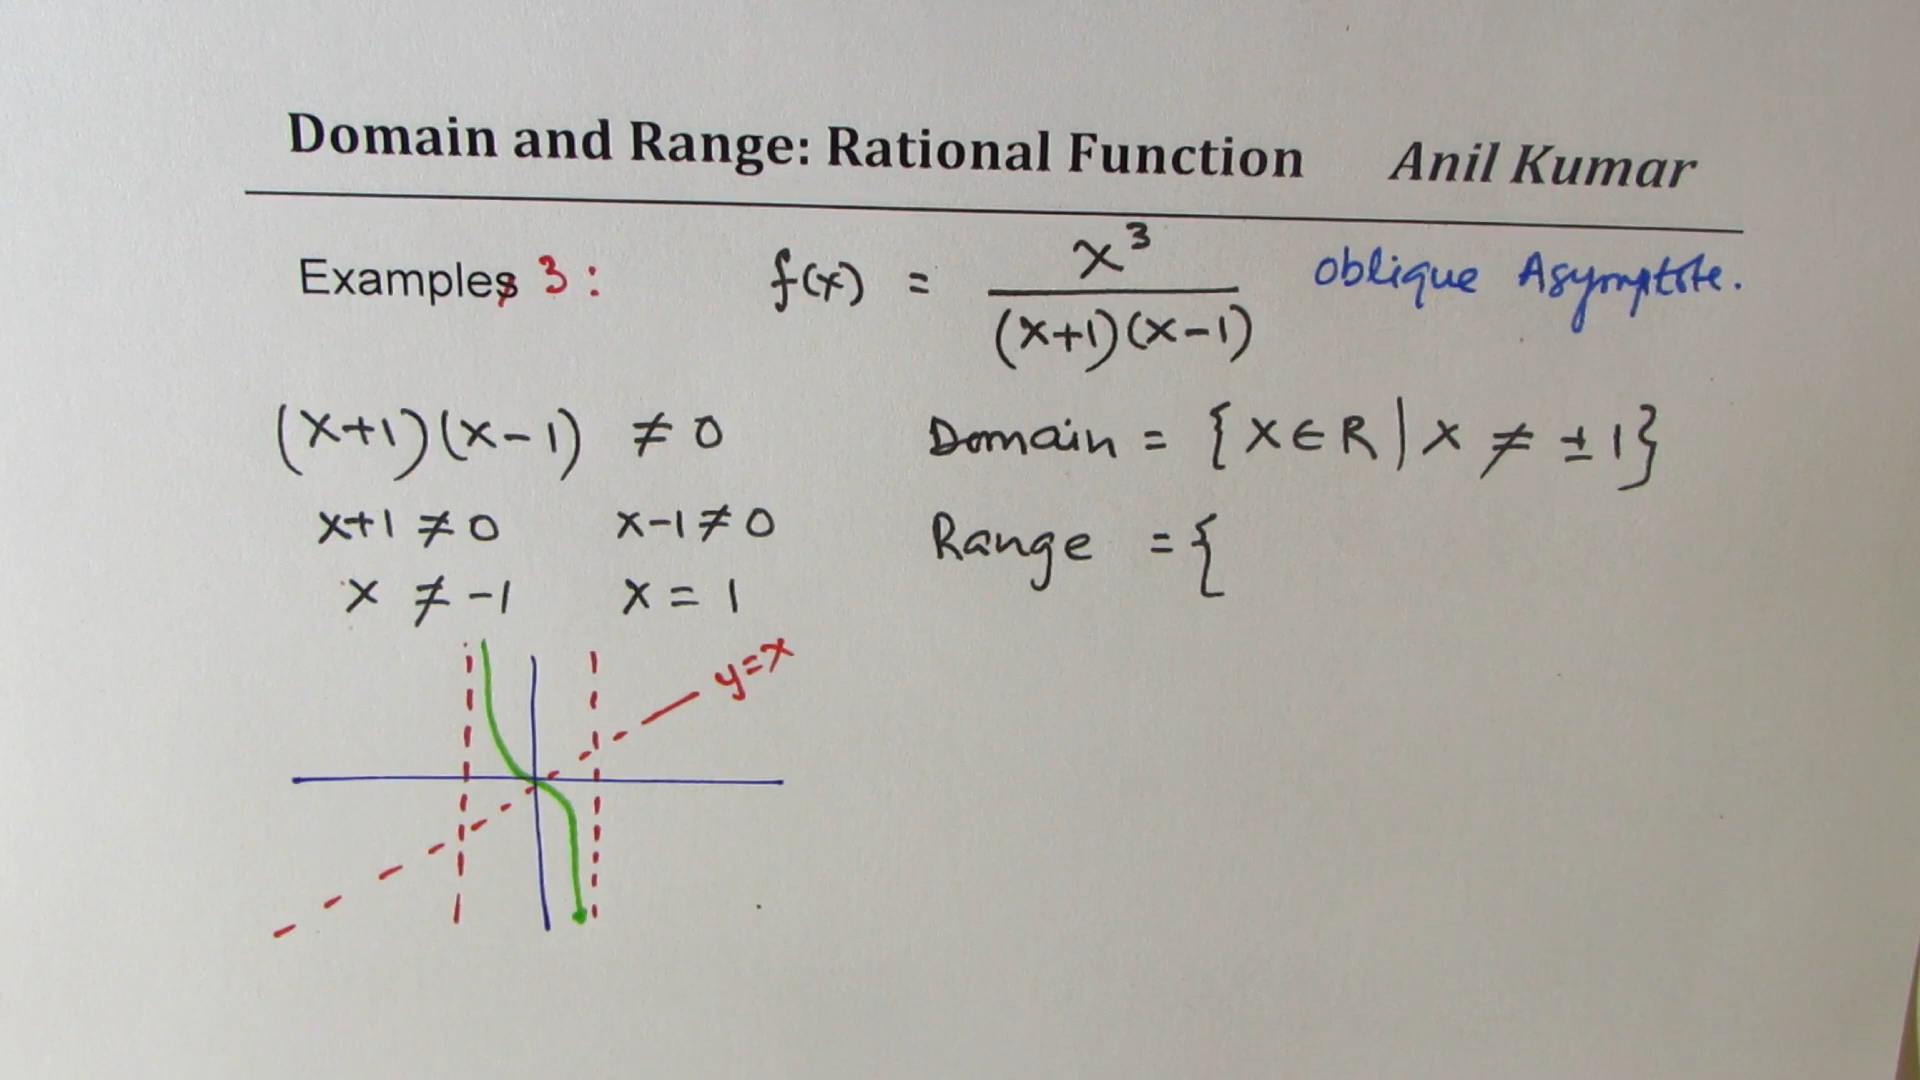 Domain and Range: Rational Function Anil Kumar
Examples 3 : f(x) = x³ / (x+1)(x-1) oblique Asymptote.
(x+1)(x-1) ≠ 0 Domain = {x∈R | x ≠ ±1}
x+1 ≠ 0 x-1 ≠ 0 Range = {
x ≠ -1 x = 1
y=x